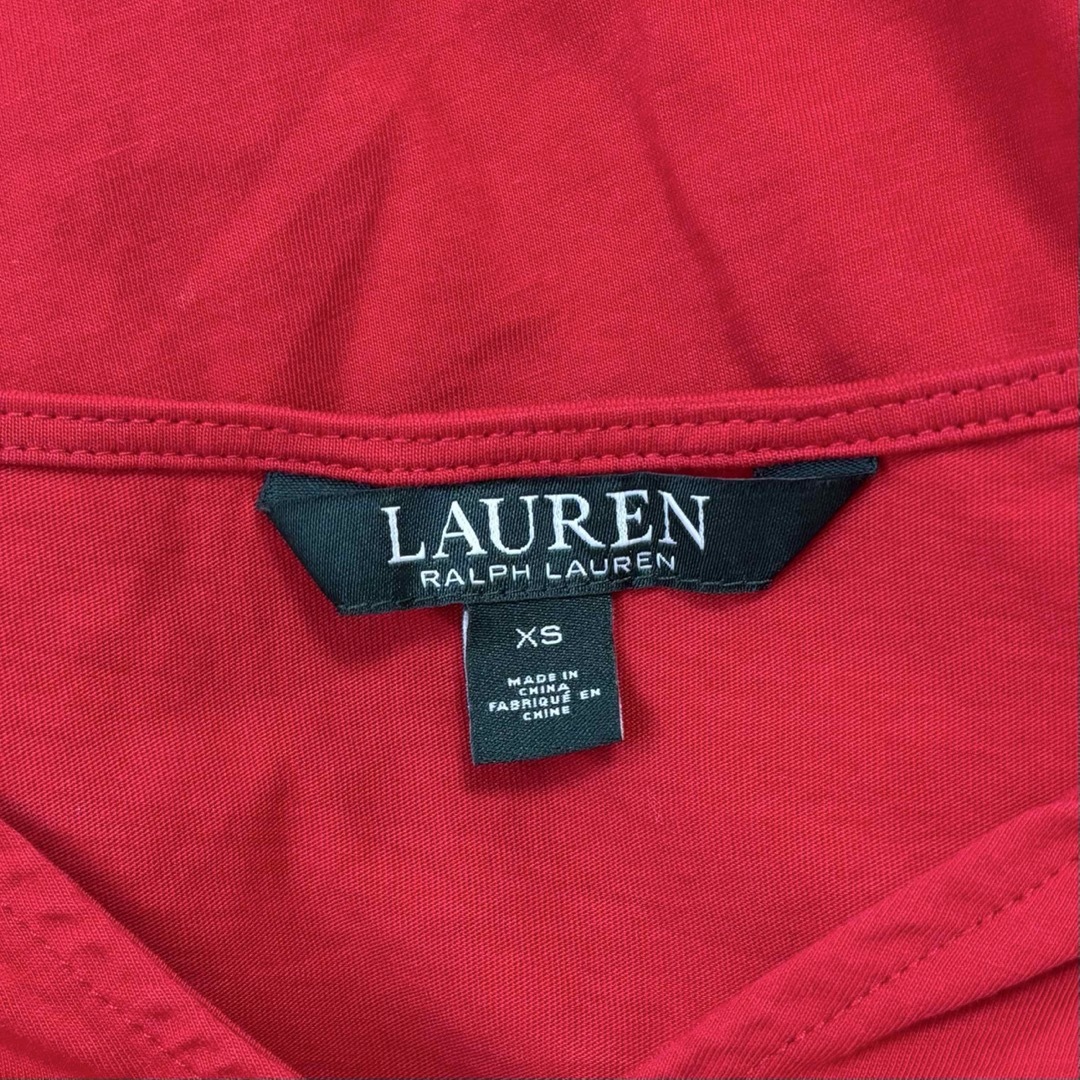 LAUREN
RALPH LAUREN
XS
MADE IN
CHINA
FABRIQUÉ EN
CHINE